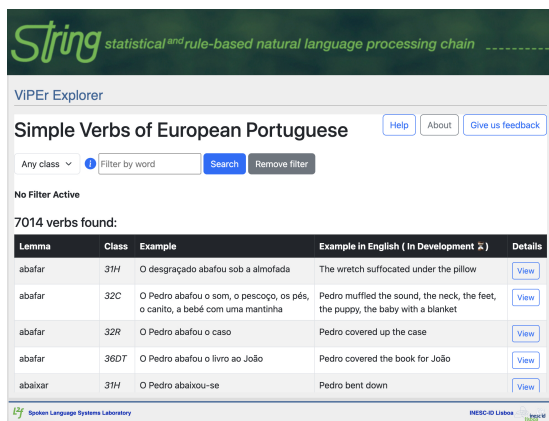 String statistical and rule-based natural language processing chain
ViPEr Explorer
Simple Verbs of European Portuguese
Help About Give us feedback
Any class Filter by word Search Remove filter
No Filter Active
7014 verbs found:
Lemma Class Example Example in English ( In Development ⏳ ) Details
abafar 31H O desgraçado abafou sob a almofada The wretch suffocated under the pillow View
abafar 32C O Pedro abafou o som, o pescoço, os pés, Pedro muffled the sound, the neck, the feet, View
o canito, a bebé com uma mantinha the puppy, the baby with a blanket
abafar 32R O Pedro abafou o caso Pedro covered up the case View
abafar 36DT O Pedro abafou o livro ao João Pedro covered the book for João View
abaixar 31H O Pedro abaixou-se Pedro bent down View
l2f Spoken Language Systems Laboratory INESC-ID Lisboa inesc id